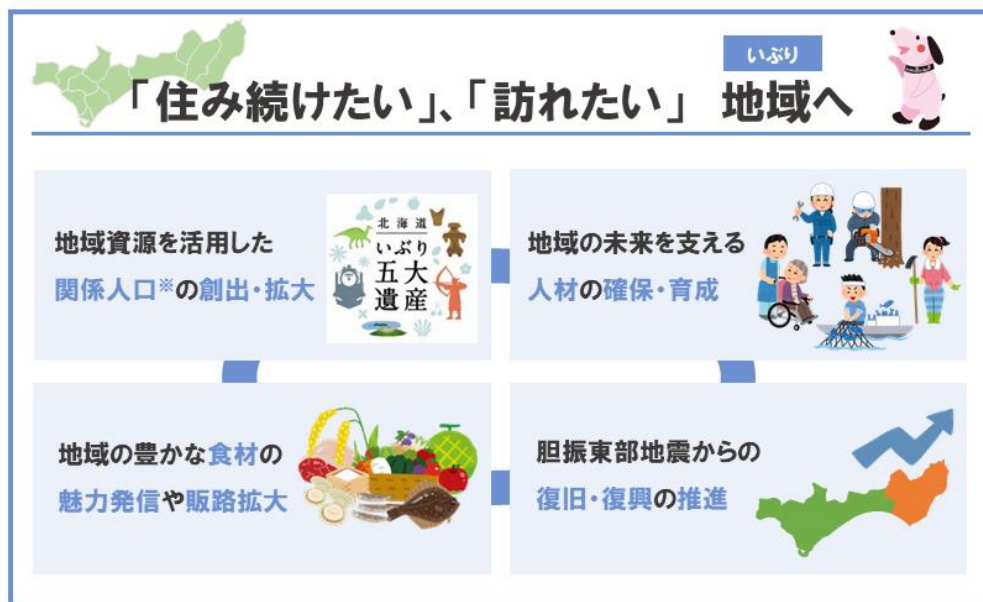 いぶり
「住み続けたい」、「訪れたい」 地域へ
地域資源を活用した
関係人口※の創出・拡大
北海道
いぶり
五大
遺産
地域の未来を支える
人材の確保・育成
地域の豊かな食材の
魅力発信や販路拡大
胆振東部地震からの
復旧・復興の推進